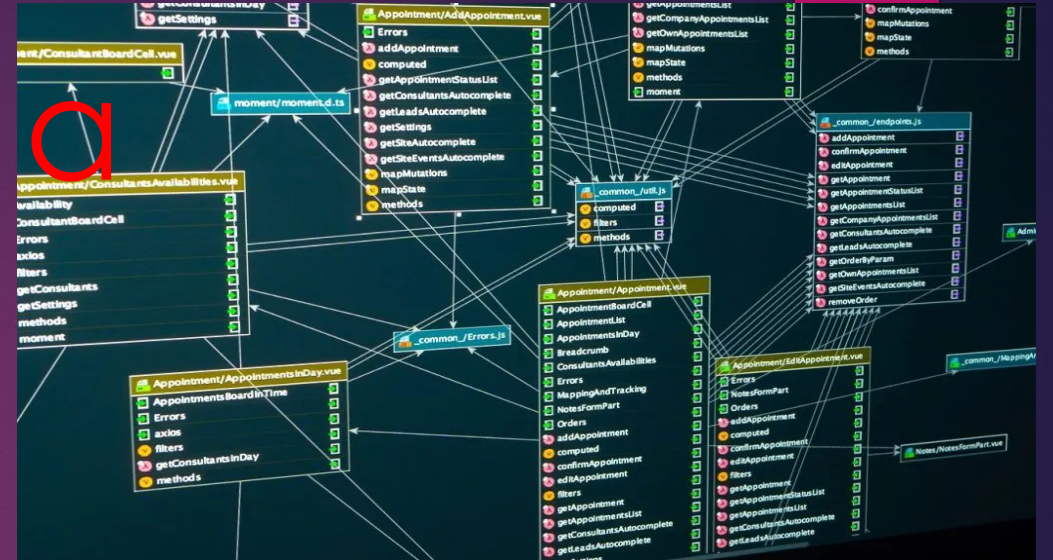 getSettings
Appointment/AddAppointment.vue
Errors
addAppointment
computed
getAppointmentStatusList
getConsultantsAutocomplete
getLeadsAutocomplete
getSettings
getSiteAutocomplete
getSiteEventsAutocomplete
mapMutations
mapState
methods
getCompanyAppointmentsList
getOwnAppointmentsList
mapMutations
mapState
methods
moment
confirmAppointment
mapMutations
mapState
methods
ent/ConsultantBoardCell.vue
moment/moment.d.ts
a
_common_/endpoints.js
addAppointment
confirmAppointment
editAppointment
getAppointment
getAppointmentStatusList
getAppointmentsList
getCompanyAppointmentsList
getConsultantsAutocomplete
getLeadsAutocomplete
getOrderByParam
getOwnAppointmentsList
getSiteEventsAutocomplete
removeOrder
Appointment/ConsultantsAvailabilities.vue
vailability
ConsultantBoardCell
Errors
axios
filters
getConsultants
getSettings
methods
moment
_common_/util.js
computed
filters
methods
Admi
_common_/Errors.js
Appointment/Appointment.vue
AppointmentBoardCell
AppointmentList
AppointmentsInDay
Breadcrumb
ConsultantsAvailabilities
Errors
MappingAndTracking
NotesFormPart
Orders
addAppointment
computed
confirmAppointment
editAppointment
filters
getAppointment
getAppointmentsList
getConsultantsAutocomplete
getLeadsAutocomplete
Appointment/EditAppointment.vue
Errors
NotesFormPart
Orders
addAppointment
computed
confirmAppointment
editAppointment
filters
getAppointment
getAppointmentStatusList
getConsultantsAutocomplete
getLeadsAutocomplete
_common_/MappingAn
Appointment/AppointmentsInDay.vue
AppointmentsBoardInTime
Errors
axios
filters
getConsultantsInDay
methods
Notes/NotesFormPart.vue